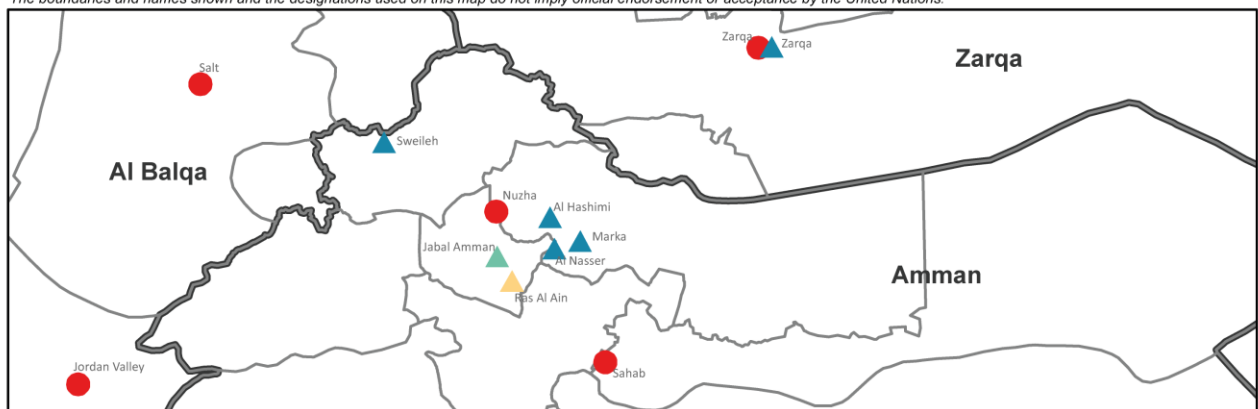 The boundaries and names shown and the designations used on this map do not imply official endorsement or acceptance by the United Nations.
Zarqa
Zarqa
Zarqa
Salt
Sweileh
Al Balqa
Nuzha
Al Hashimi
Marka
Jabal Amman
Al Nasser
Amman
Ras Al Ain
Jordan Valley
Sahab